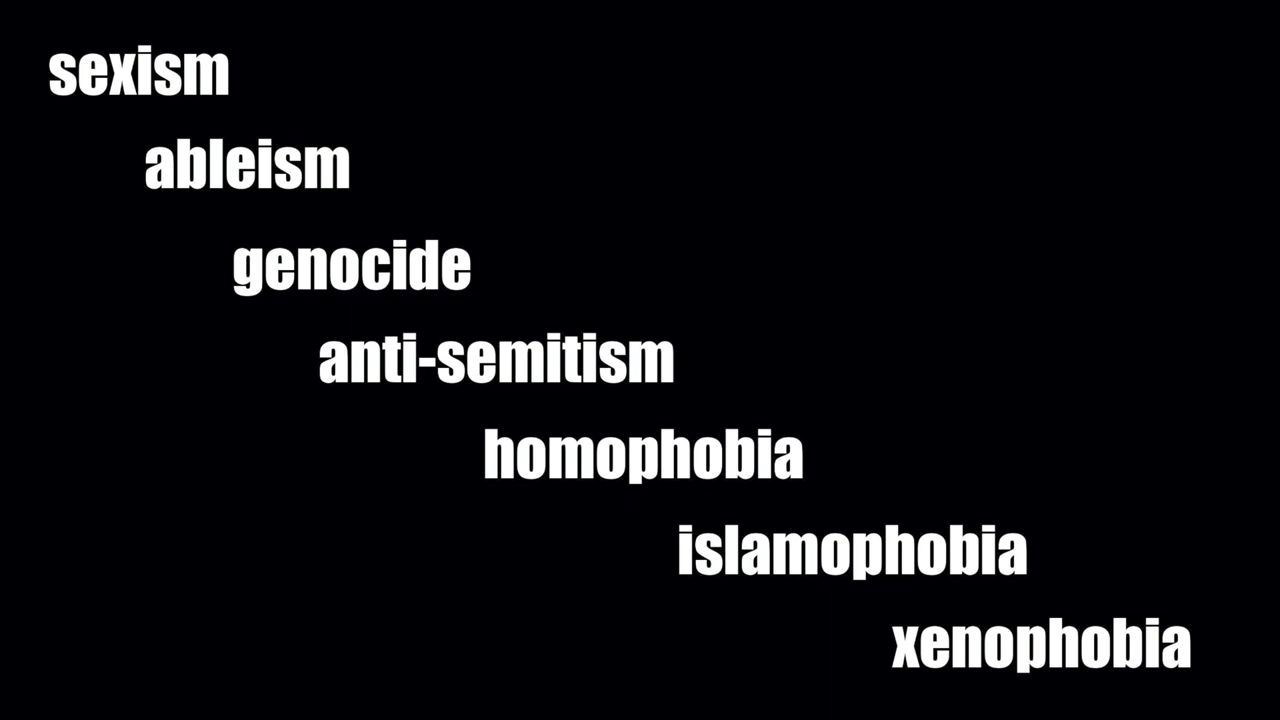 sexism
ableism
genocide
anti-semitism
homophobia
islamophobia
xenophobia